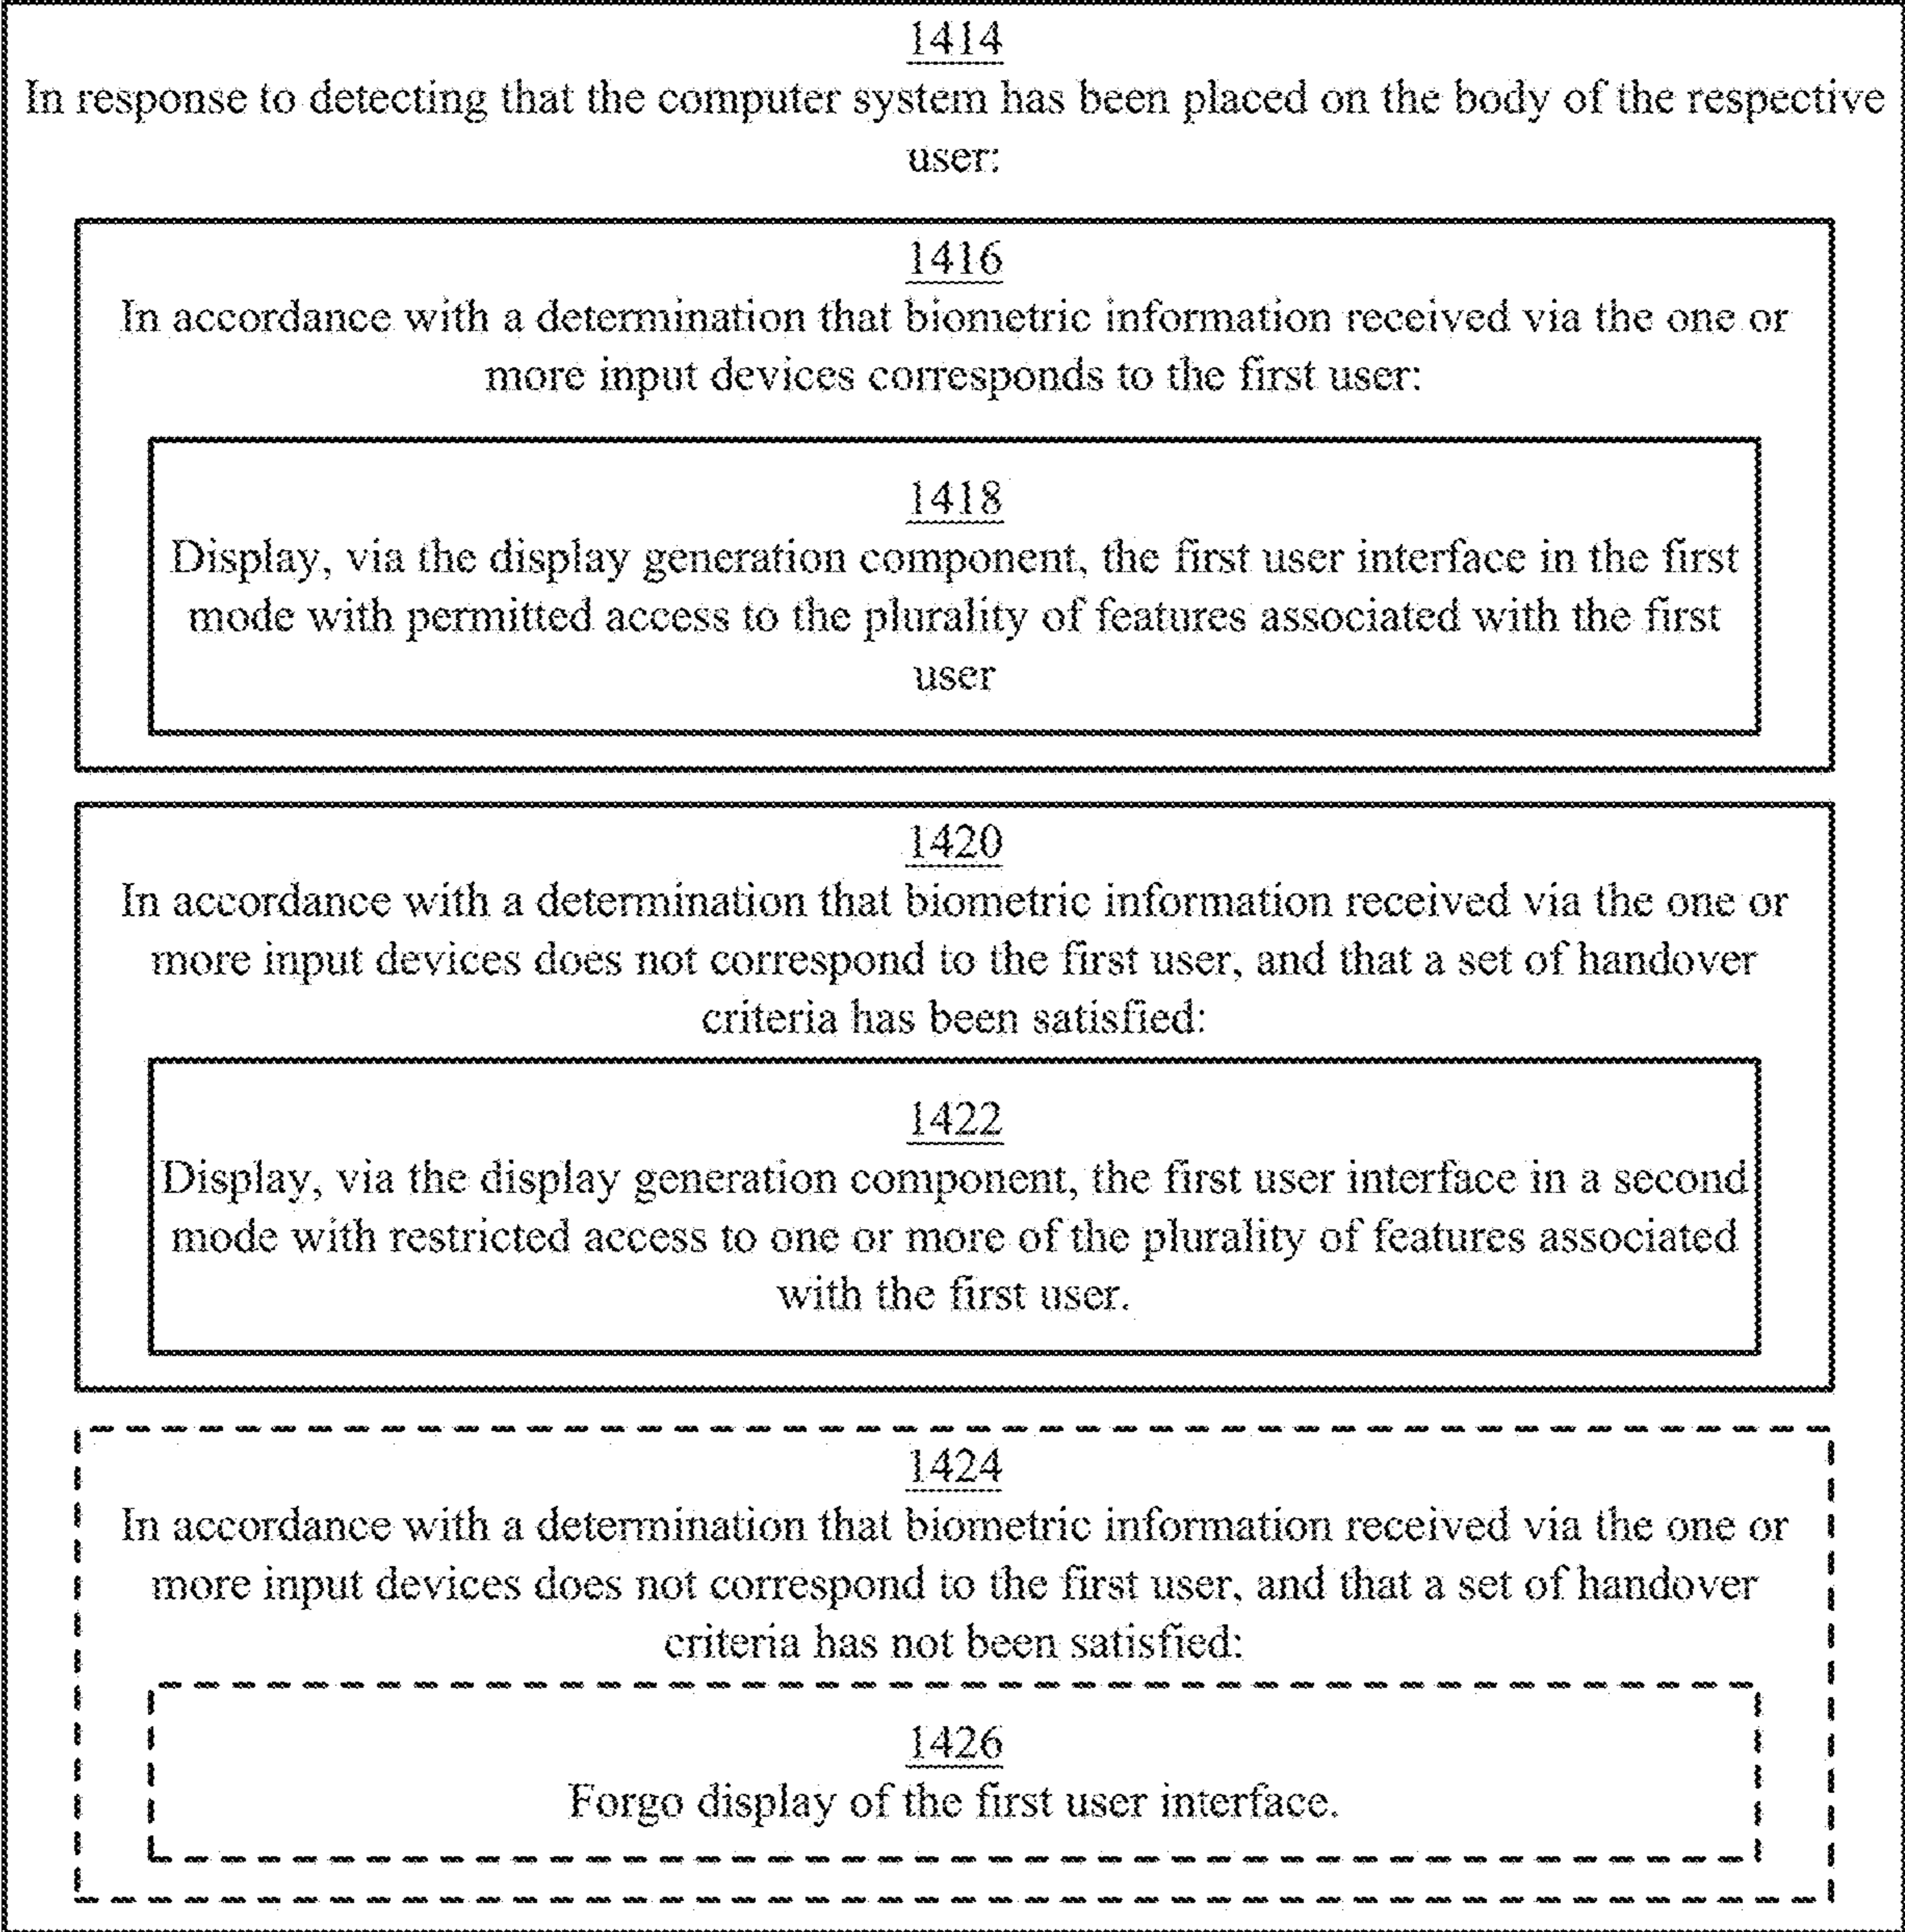 1414
In response to detecting that the computer system has been placed on the body of the respective
user:
1416
In accordance with a determination that biometric information received via the one or
more input devices corresponds to the first user:
1418
Display, via the display generation component, the first user interface in the first
mode with permitted access to the plurality of features associated with the first
user
1420
In accordance with a determination that biometric information received via the one or
more input devices does not correspond to the first user, and that a set of handover
criteria has been satisfied:
1422
Display, via the display generation component, the first user interface in a second
mode with restricted access to one or more of the plurality of features associated
with the first user.
1424
In accordance with a determination that biometric information received via the one or
more input devices does not correspond to the first user, and that a set of handover
criteria has not been satisfied:
1426
Forgo display of the first user interface.